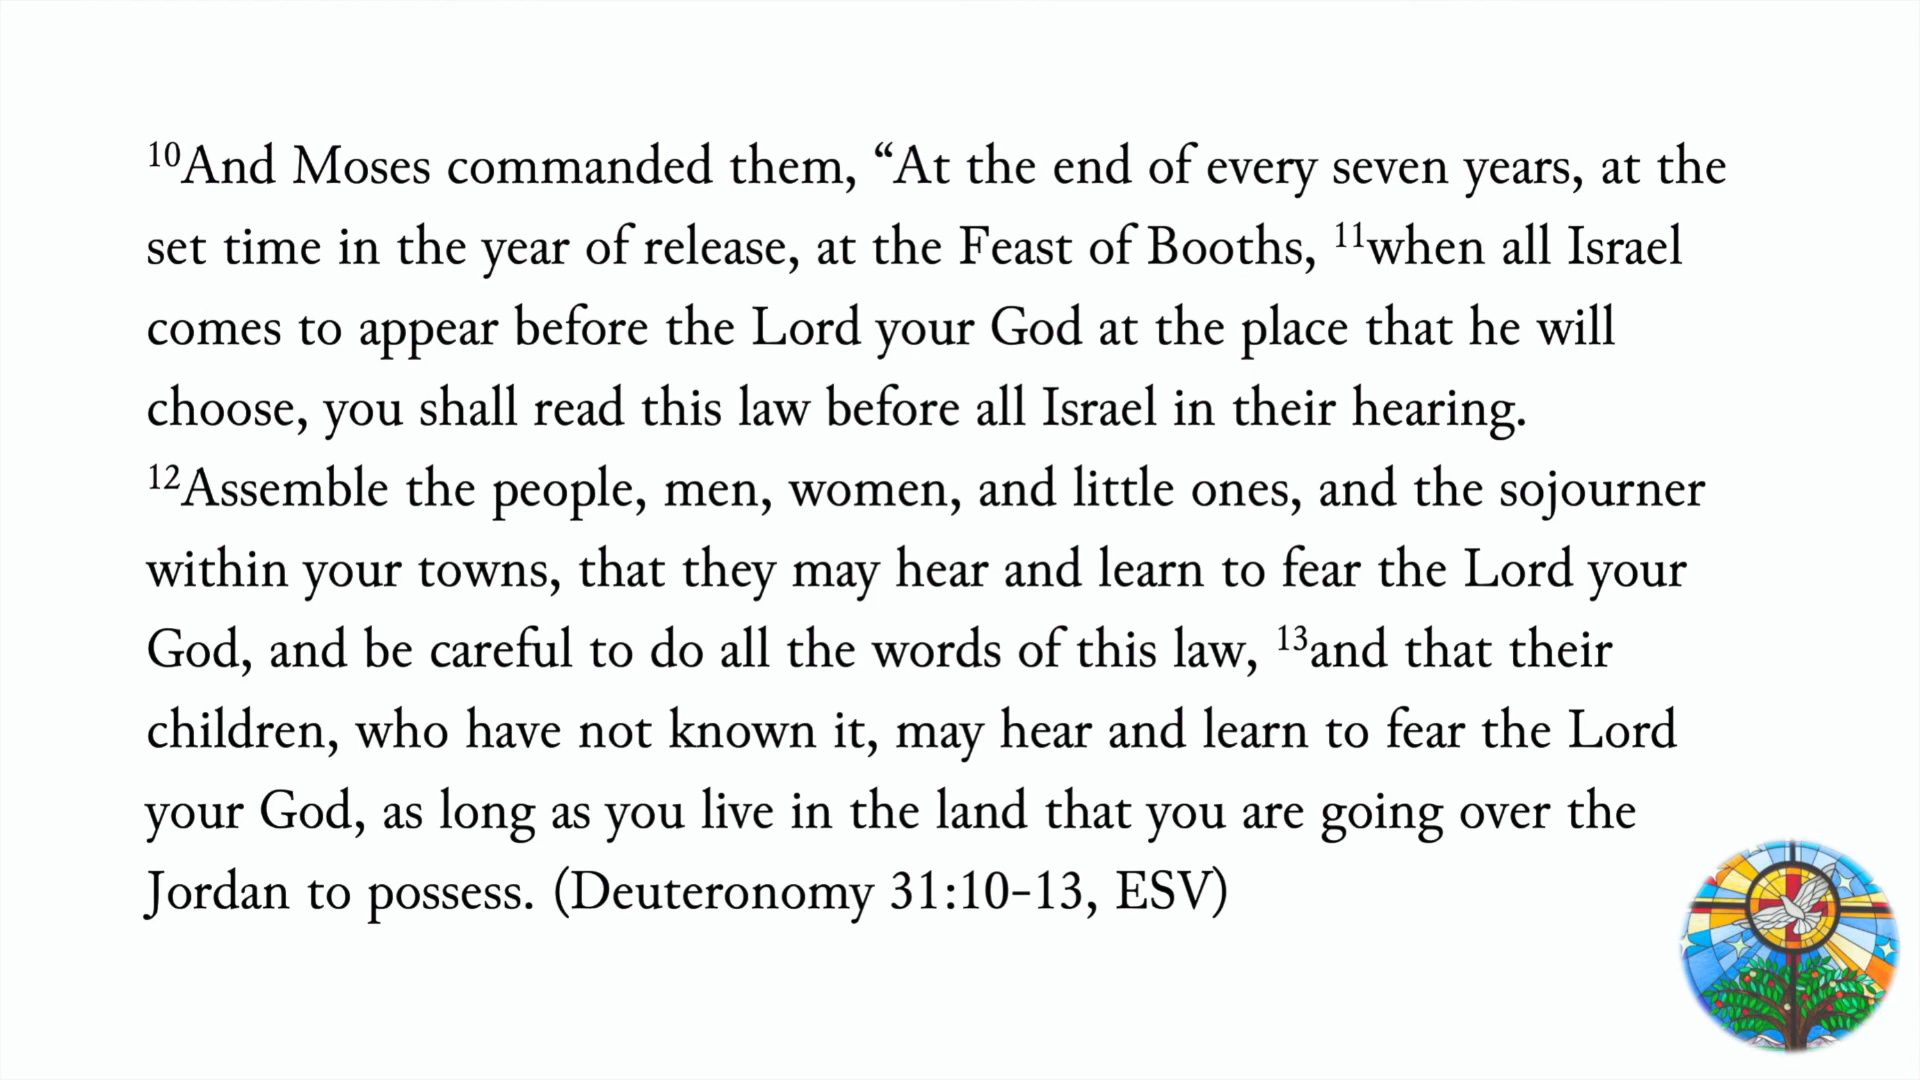 ¹⁰And Moses commanded them, “At the end of every seven years, at the
set time in the year of release, at the Feast of Booths, ¹¹when all Israel
comes to appear before the Lord your God at the place that he will
choose, you shall read this law before all Israel in their hearing.
¹²Assemble the people, men, women, and little ones, and the sojourner
within your towns, that they may hear and learn to fear the Lord your
God, and be careful to do all the words of this law, ¹³and that their
children, who have not known it, may hear and learn to fear the Lord
your God, as long as you live in the land that you are going over the
Jordan to possess. (Deuteronomy 31:10–13, ESV)